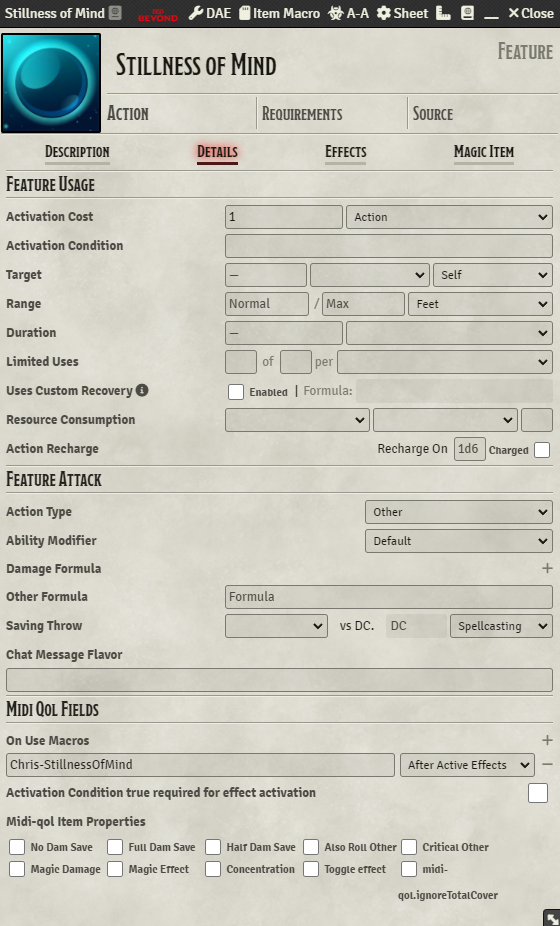 Stillness of Mind DDB BEYOND DAE Item Macro A-A Sheet Close
Stillness of Mind
Feature
Action Requirements Source
Description Details Effects Magic Item
Feature Usage
Activation Cost 1 Action
Activation Condition
Target — Self
Range Normal / Max Feet
Duration —
Limited Uses of per
Uses Custom Recovery Enabled | Formula:
Resource Consumption
Action Recharge Recharge On 1d6 Charged
Feature Attack
Action Type Other
Ability Modifier Default
Damage Formula +
Other Formula Formula
Saving Throw vs DC. DC Spellcasting
Chat Message Flavor
Midi Qol Fields
On Use Macros +
Chris-StillnessOfMind After Active Effects —
Activation Condition true required for effect activation
Midi-qol Item Properties
No Dam Save Full Dam Save Half Dam Save Also Roll Other Critical Other
Magic Damage Magic Effect Concentration Toggle effect midi-
qol.ignoreTotalCover